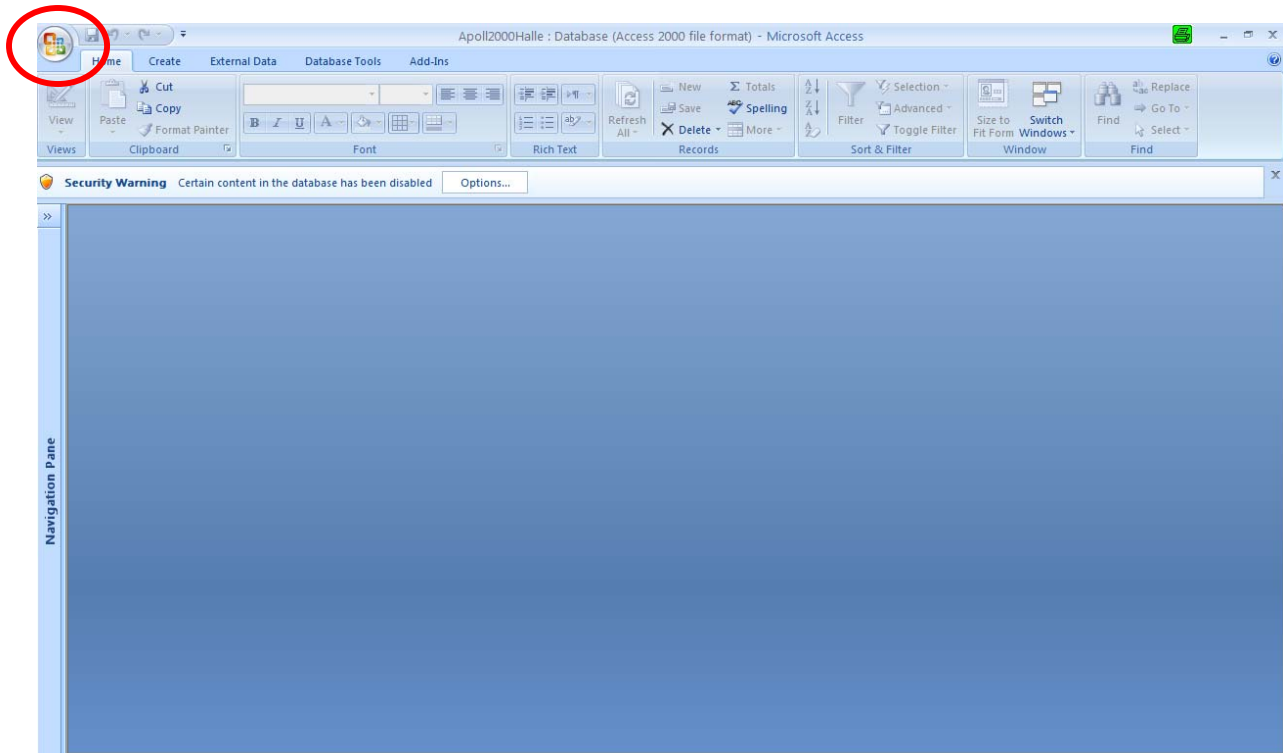 Apoll2000Halle : Database (Access 2000 file format) - Microsoft Access
Home Create External Data Database Tools Add-Ins
View
Paste
Cut
Copy
Format Painter
B I U A
ab
Refresh
All
New
Save
Delete
Σ Totals
ABC Spelling
More
A Z
Z A
Filter
Selection
Advanced
Toggle Filter
Size to
Fit Form
Switch
Windows
Find
Replace
Go To
Select
Views Clipboard Font Rich Text Records Sort & Filter Window Find
Security Warning Certain content in the database has been disabled Options...
»
Navigation Pane